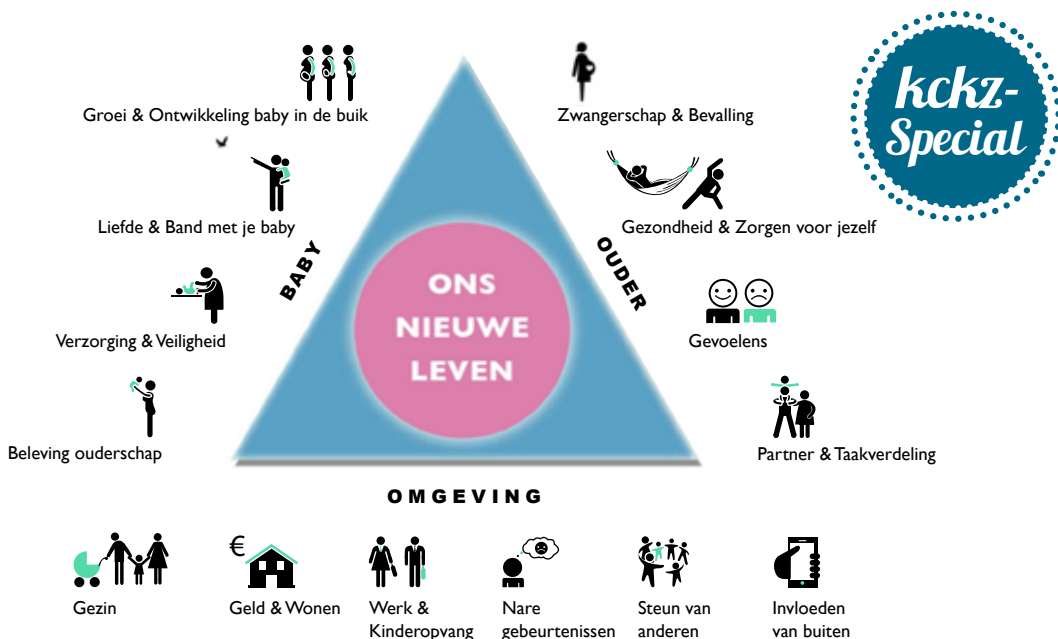 kckz-
Special
Groei & Ontwikkeling baby in de buik
Zwangerschap & Bevalling
Liefde & Band met je baby
Gezondheid & Zorgen voor jezelf
BABY
OUDER
ONS
NIEUWE
LEVEN
Verzorging & Veiligheid
Gevoelens
Beleving ouderschap
Partner & Taakverdeling
OMGEVING
€
Gezin
Geld & Wonen
Werk &
Kinderopvang
Nare
gebeurtenissen
Steun van
anderen
Invloeden
van buiten